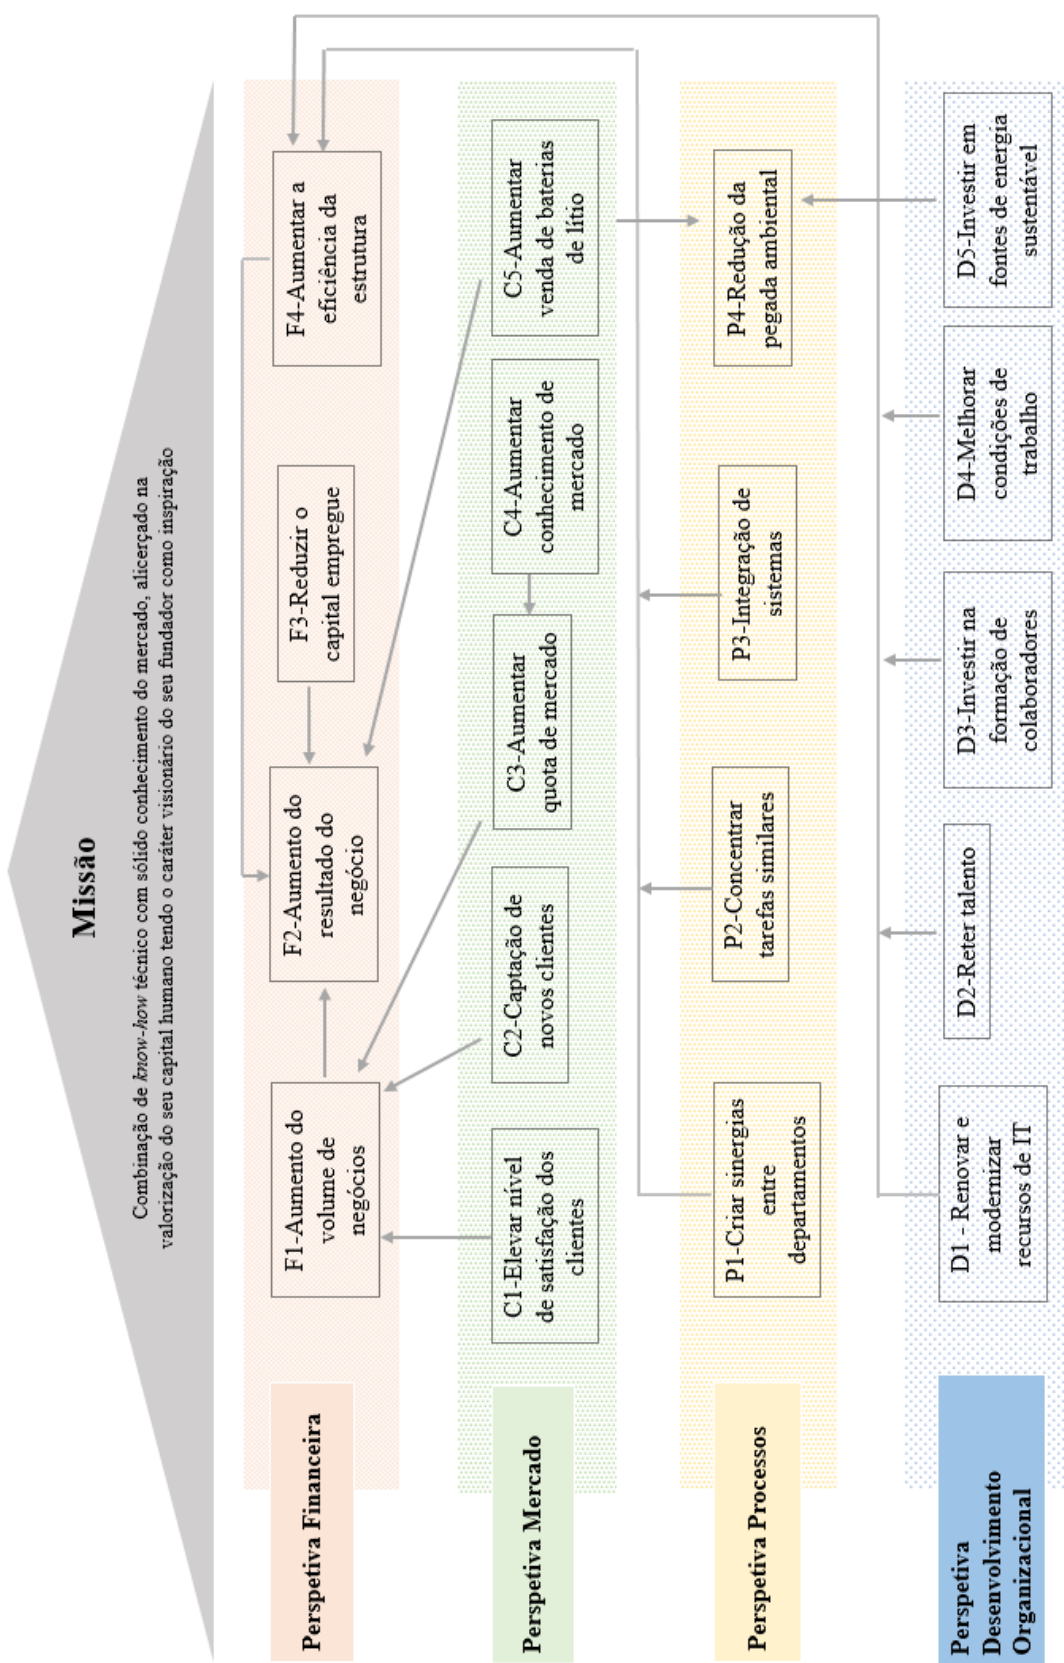 Missão
Combinação de know-how técnico com sólido conhecimento do mercado, alicerçado na
valorização do seu capital humano tendo o caráter visionário do seu fundador como inspiração
Perspetiva Financeira
F1-Aumento do
volume de
negócios
F2-Aumento do
resultado do
negócio
F3-Reduzir o
capital empregue
F4-Aumentar a
eficiência da
estrutura
Perspetiva Mercado
C1-Elevar nível
de satisfação dos
clientes
C2-Captação de
novos clientes
C3-Aumentar
quota de mercado
C4-Aumentar
conhecimento de
mercado
C5-Aumentar
venda de baterias
de lítio
Perspetiva Processos
P1-Criar sinergias
entre
departamentos
P2-Concentrar
tarefas similares
P3-Integração de
sistemas
P4-Redução da
pegada ambiental
Perspetiva
Desenvolvimento
Organizacional
D1 - Renovar e
modernizar
recursos de IT
D2-Reter talento
D3-Investir na
formação de
colaboradores
D4-Melhorar
condições de
trabalho
D5-Investir em
fontes de energia
sustentável